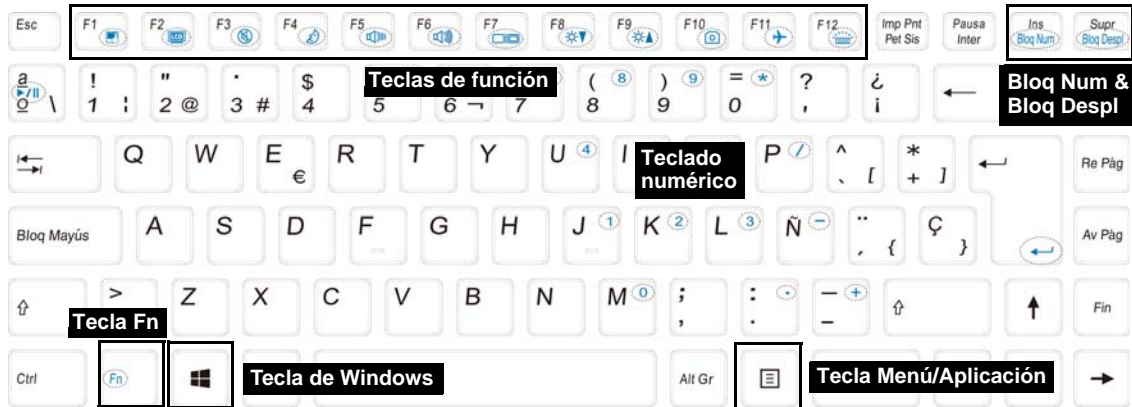 Esc F1 F2 F3 F4 F5 F6 F7 F8 F9 F10 F11 F12 Imp Pnt Pausa Ins Supr
Pet Sis Inter Bloq Num Bloq Despl
Teclas de función
Bloq Num &
Bloq Despl
a ! " · $ ( 8 ) 9 = * ? ¿
o \ 1 ¦ 2 @ 3 # 4 5 6 ¬ 7 8 9 0 ' ¡
Q W E R T Y U 4 I P / ^ *
€ ` [ + ] Re Pàg
Teclado
numérico
Bloq Mayús A S D F G H J 1 K 2 L 3 Ñ − ¨ Ç Av Pàg
´ { }
> Z X C V B N M 0 ; : . _ + Fin
, . –
Tecla Fn
Ctrl Fn Alt Gr
Tecla de Windows
Tecla Menú/Aplicación